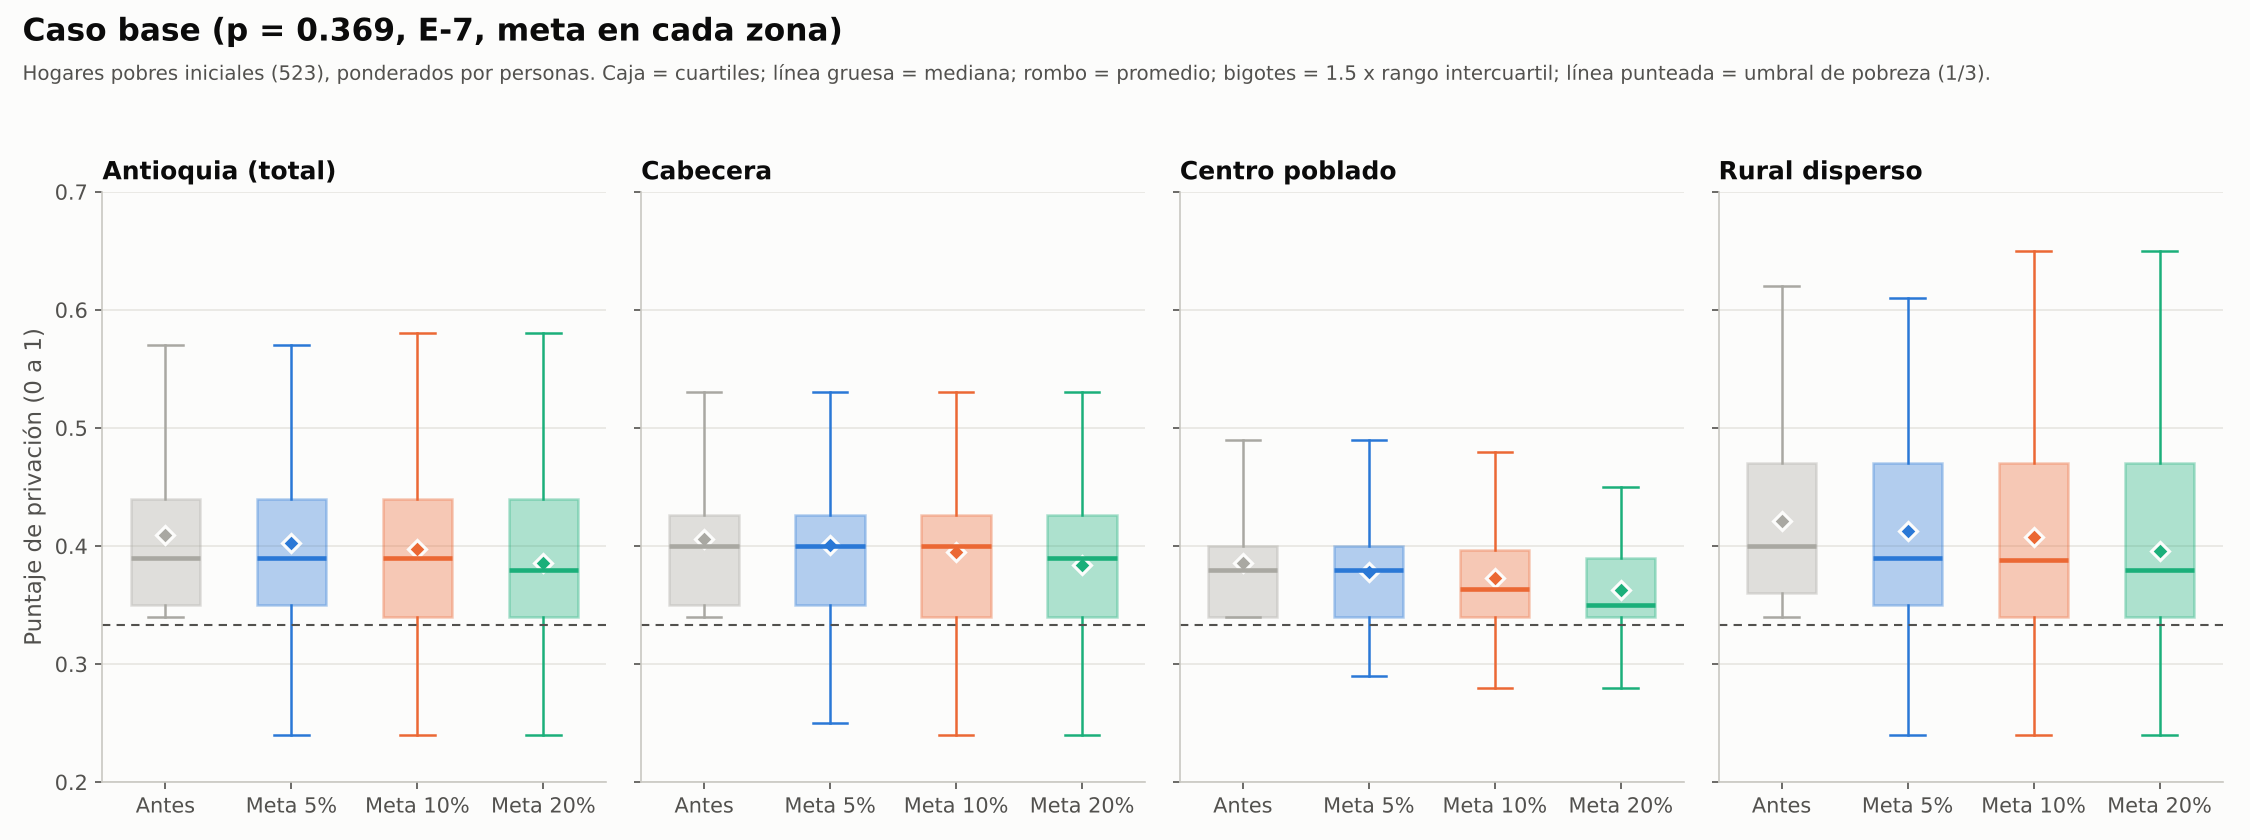 Caso base (p = 0.369, E-7, meta en cada zona)
Hogares pobres iniciales (523), ponderados por personas. Caja = cuartiles; línea gruesa = mediana; rombo = promedio; bigotes = 1.5 x rango intercuartil; línea punteada = umbral de pobreza (1/3).
Antioquia (total)
Cabecera
Centro poblado
Rural disperso
Puntaje de privación (0 a 1)
0.7
0.6
0.5
0.4
0.3
0.2
Antes Meta 5% Meta 10% Meta 20%
Antes Meta 5% Meta 10% Meta 20%
Antes Meta 5% Meta 10% Meta 20%
Antes Meta 5% Meta 10% Meta 20%